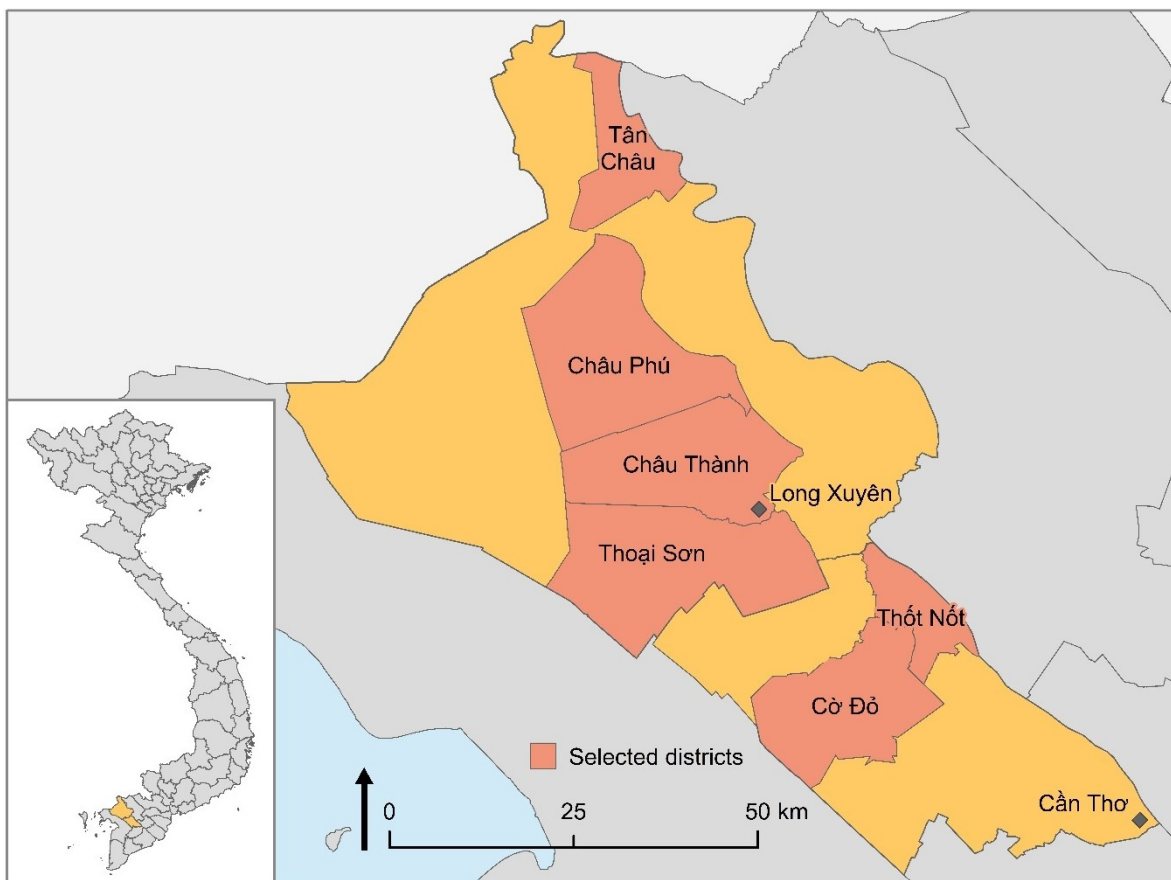 Tân
Châu
Châu Phú
Châu Thành
Long Xuyên
Thoại Sơn
Thốt Nốt
Cờ Đỏ
Selected districts
0 25 50 km
Cần Thơ